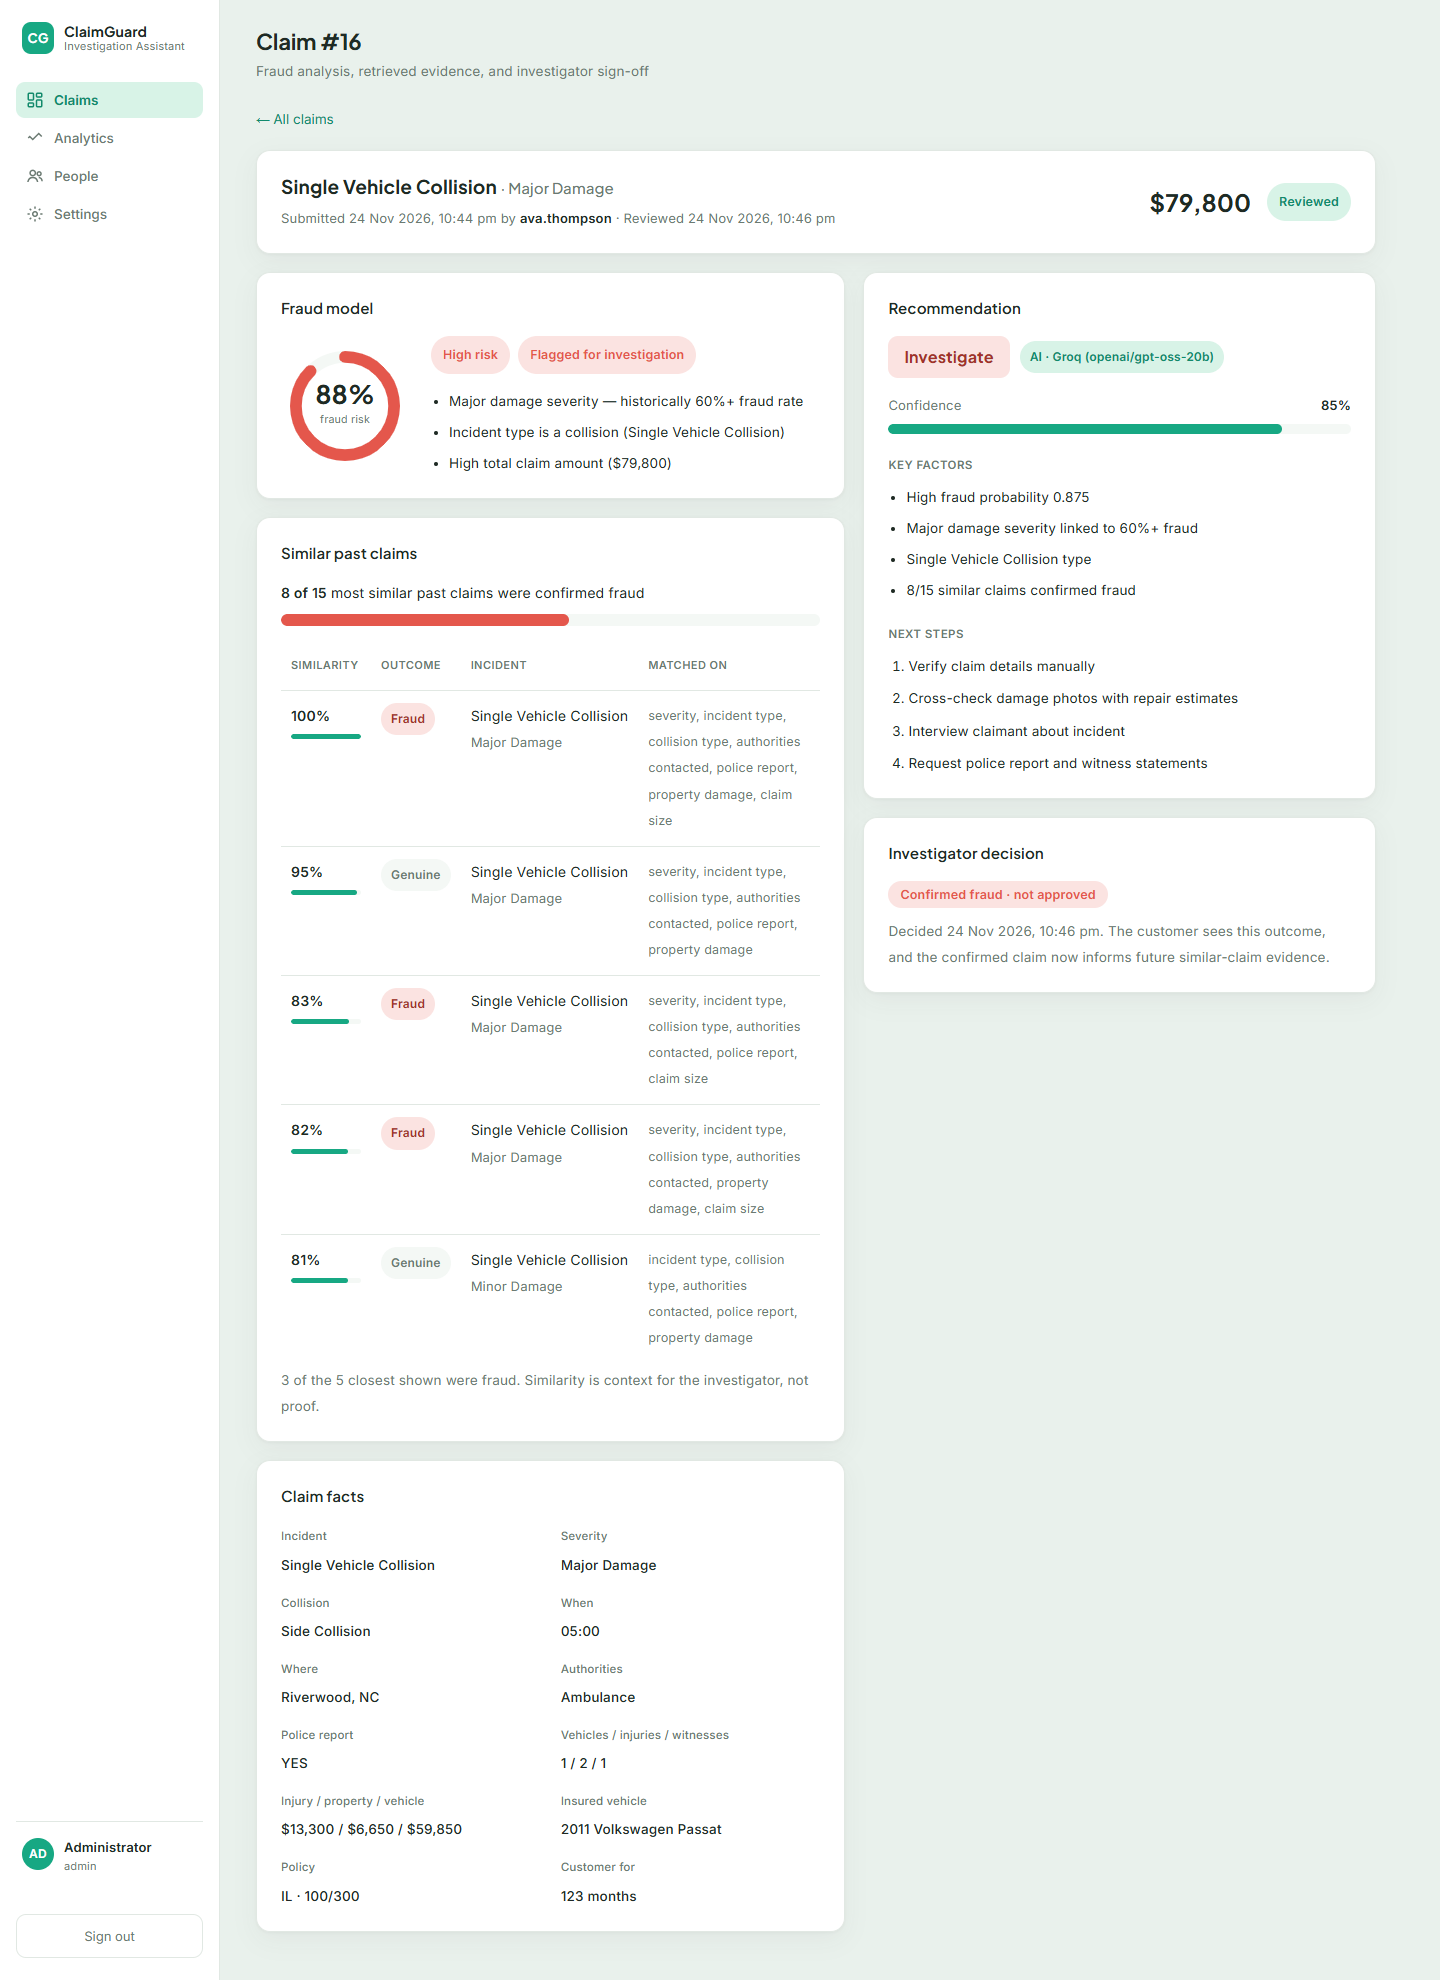 CG
ClaimGuard
Investigation Assistant
Claims
Analytics
People
Settings
Claim #16
Fraud analysis, retrieved evidence, and investigator sign-off
← All claims
Single Vehicle Collision · Major Damage
Submitted 24 Nov 2026, 10:44 pm by ava.thompson · Reviewed 24 Nov 2026, 10:46 pm
$79,800
Reviewed
Fraud model
88%
fraud risk
High risk
Flagged for investigation
• Major damage severity — historically 60%+ fraud rate
• Incident type is a collision (Single Vehicle Collision)
• High total claim amount ($79,800)
Similar past claims
8 of 15 most similar past claims were confirmed fraud
SIMILARITY OUTCOME INCIDENT MATCHED ON
100% Fraud Single Vehicle Collision severity, incident type,
Major Damage collision type, authorities
contacted, police report,
property damage, claim
size
95% Genuine Single Vehicle Collision severity, incident type,
Major Damage collision type, authorities
contacted, police report,
property damage
83% Fraud Single Vehicle Collision severity, incident type,
Major Damage collision type, authorities
contacted, police report,
claim size
82% Fraud Single Vehicle Collision severity, incident type,
Major Damage collision type, authorities
contacted, property
damage, claim size
81% Genuine Single Vehicle Collision incident type, collision
Minor Damage type, authorities
contacted, police report,
property damage
3 of the 5 closest shown were fraud. Similarity is context for the investigator, not
proof.
Claim facts
Incident Severity
Single Vehicle Collision Major Damage
Collision When
Side Collision 05:00
Where Authorities
Riverwood, NC Ambulance
Police report Vehicles / injuries / witnesses
YES 1 / 2 / 1
Injury / property / vehicle Insured vehicle
$13,300 / $6,650 / $59,850 2011 Volkswagen Passat
Policy Customer for
IL · 100/300 123 months
Recommendation
Investigate
AI · Groq (openai/gpt-oss-20b)
Confidence 85%
KEY FACTORS
• High fraud probability 0.875
• Major damage severity linked to 60%+ fraud
• Single Vehicle Collision type
• 8/15 similar claims confirmed fraud
NEXT STEPS
1. Verify claim details manually
2. Cross-check damage photos with repair estimates
3. Interview claimant about incident
4. Request police report and witness statements
Investigator decision
Confirmed fraud · not approved
Decided 24 Nov 2026, 10:46 pm. The customer sees this outcome,
and the confirmed claim now informs future similar-claim evidence.
AD
Administrator
admin
Sign out